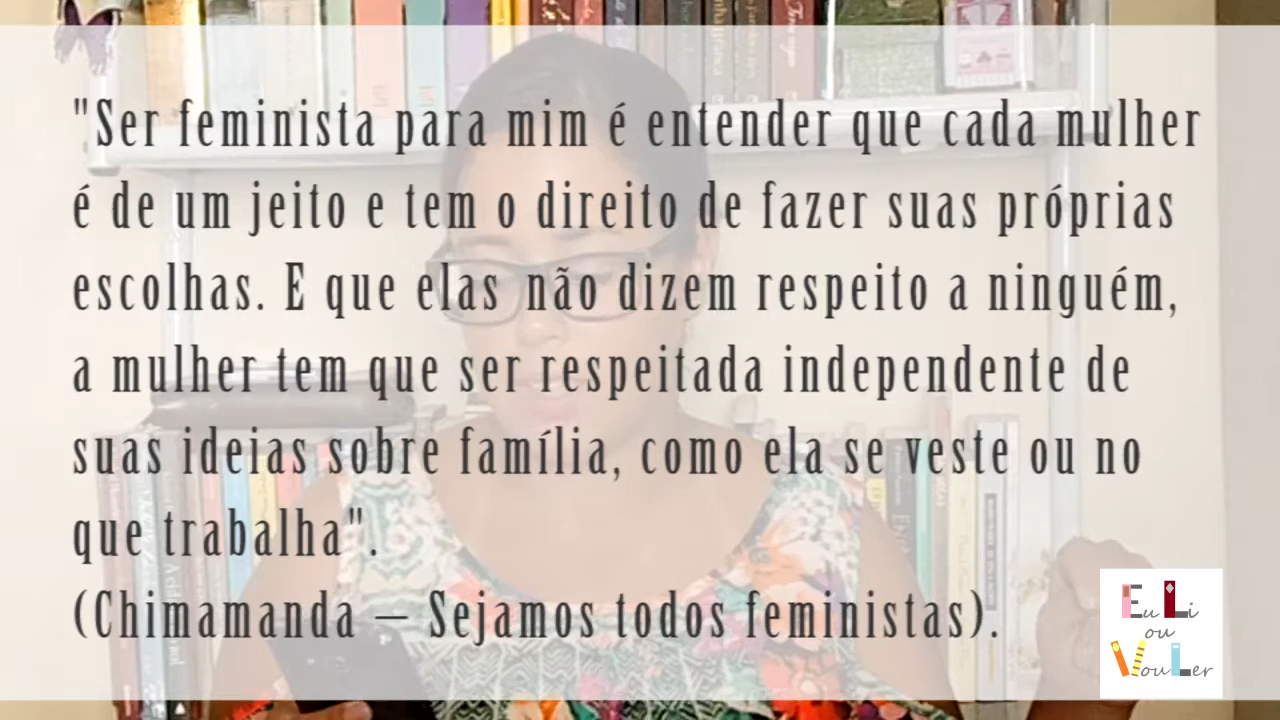 "Ser feminista para mim é entender que cada mulher
é de um jeito e tem o direito de fazer suas próprias
escolhas. E que elas não dizem respeito a ninguém,
a mulher tem que ser respeitada independente de
suas ideias sobre família, como ela se veste ou no
que trabalha".
(Chimamanda – Sejamos todos feministas).
Eu Li
ou
Vou Ler